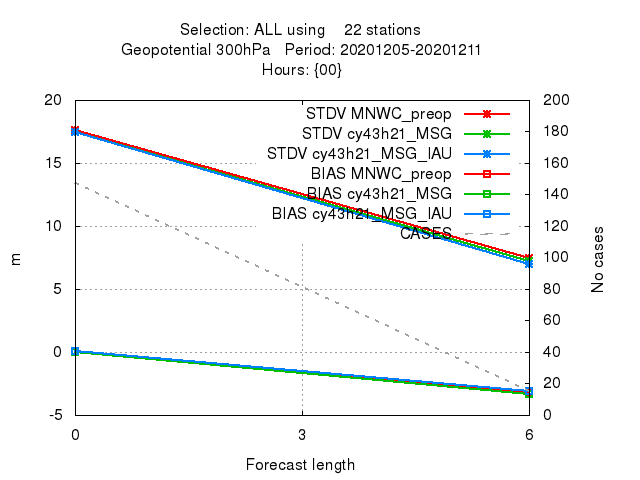 Selection: ALL using    22 stations
Geopotential 300hPa   Period: 20201205-20201211
Hours: {00}
20
15
10
5
0
-5
m
STDV MNWC_preop
STDV cy43h21_MSG
STDV cy43h21_MSG_IAU
BIAS MNWC_preop
BIAS cy43h21_MSG
BIAS cy43h21_MSG_IAU
CASES
200
180
160
140
120
100
80
60
40
20
0
No cases
0
3
6
Forecast length